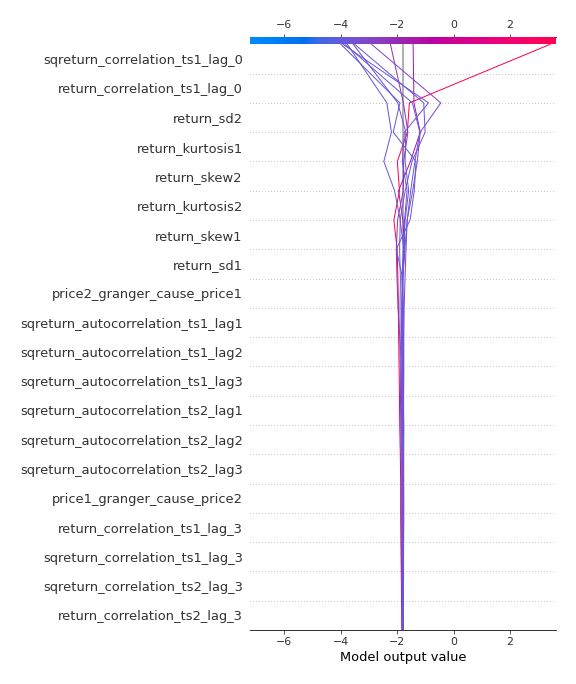 −6 −4 −2 0 2
sqreturn_correlation_ts1_lag_0
return_correlation_ts1_lag_0
return_sd2
return_kurtosis1
return_skew2
return_kurtosis2
return_skew1
return_sd1
price2_granger_cause_price1
sqreturn_autocorrelation_ts1_lag1
sqreturn_autocorrelation_ts1_lag2
sqreturn_autocorrelation_ts1_lag3
sqreturn_autocorrelation_ts2_lag1
sqreturn_autocorrelation_ts2_lag2
sqreturn_autocorrelation_ts2_lag3
price1_granger_cause_price2
return_correlation_ts1_lag_3
sqreturn_correlation_ts1_lag_3
sqreturn_correlation_ts2_lag_3
return_correlation_ts2_lag_3
−6 −4 −2 0 2
Model output value